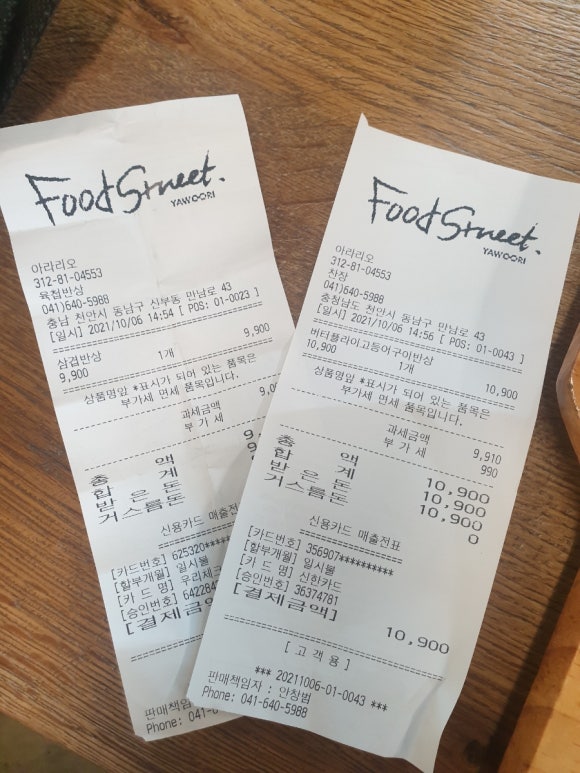 Food Street.
YAWOORI
아라리오
312-81-04553
육첩반상
041)640-5988
충남 천안시 동남구 신부동 만남로 43
[일시] 2021/10/06 14:54 [ POS: 01-0023 ]
삼겹반상 1개 9,900
9,900
상품명앞 *표시가 되어 있는 품목은
부가세 면세 품목입니다.
과세금액
부 가 세
총 액
합 계
받 은 돈
거스름돈
신용카드 매출전표
[카드번호] 625320*****
[할부개월] 일시불
[카 드 명] 우리체크
[승인번호]
[결제금액]
판매책임자
Phone: 041-6
Food Street.
YAWOORI
아라리오
312-81-04553
찬장
041)640-5988
충청남도 천안시 동남구 만남로 43
[일시] 2021/10/06 14:56 [ POS: 01-0043 ]
버터플라이고등어구이반상
10,900 1개 10,900
상품명앞 *표시가 되어 있는 품목은
부가세 면세 품목입니다.
과세금액 9,910
부 가 세 990
총 액 10,900
합 계 10,900
받 은 돈 10,900
거스름돈 0
신용카드 매출전표
[카드번호] 356907**********
[할부개월] 일시불
[카 드 명] 신한카드
[승인번호] 36374781
[결제금액] 10,900
[ 고 객 용 ]
*** 20211006-01-0043 ***
판매책임자 : 안창범
Phone: 041-640-5988